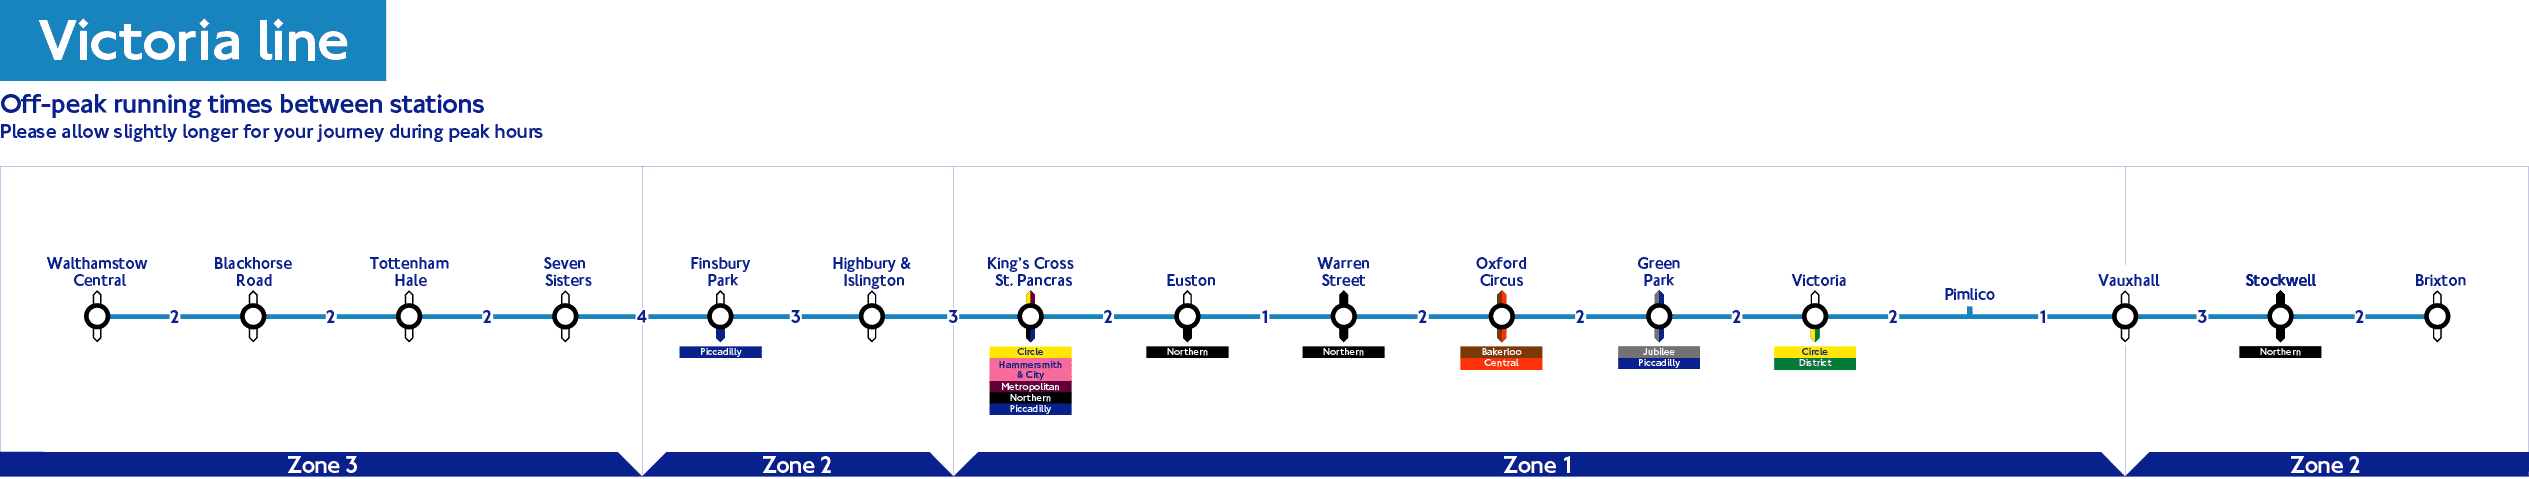 Victoria line
Off-peak running times between stations
Please allow slightly longer for your journey during peak hours
Walthamstow
Central
2
Blackhorse
Road
2
Tottenham
Hale
2
Seven
Sisters
4
Finsbury
Park
Piccadilly
3
Highbury &
Islington
3
King's Cross
St. Pancras
Circle
Hammersmith
& City
Metropolitan
Northern
Piccadilly
2
Euston
Northern
1
Warren
Street
Northern
2
Oxford
Circus
Bakerloo
Central
2
Green
Park
Jubilee
Piccadilly
2
Victoria
Circle
District
2
Pimlico
1
Vauxhall
3
Stockwell
Northern
2
Brixton
Zone 3
Zone 2
Zone 1
Zone 2